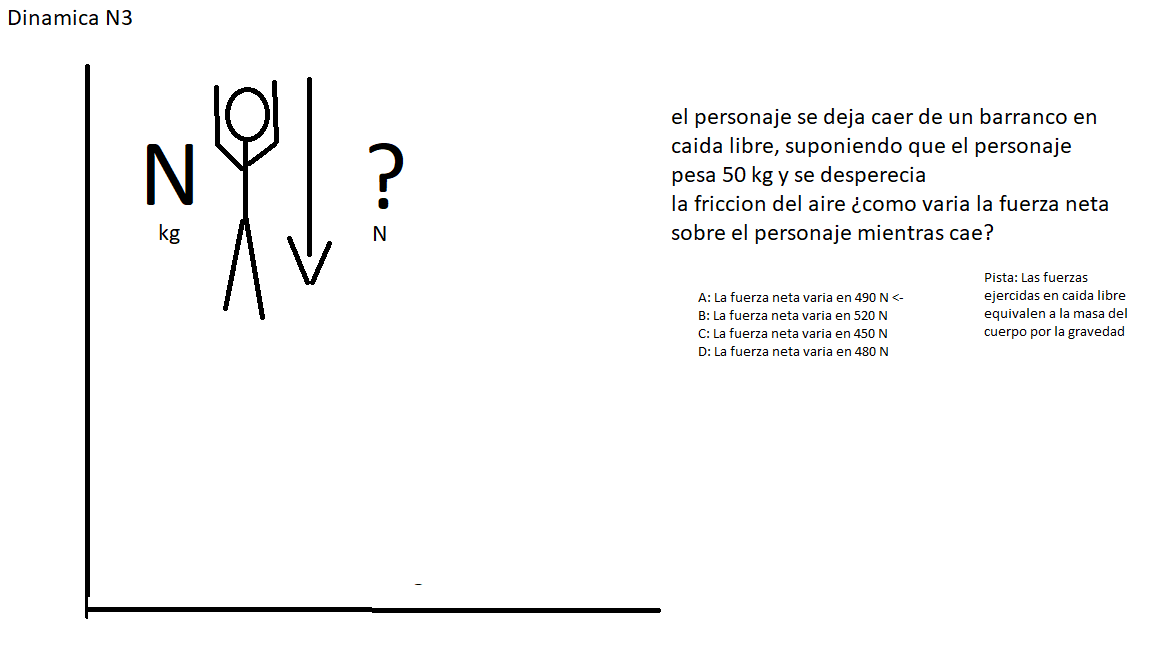 Dinamica N3
N
kg
?
N
el personaje se deja caer de un barranco en
caida libre, suponiendo que el personaje
pesa 50 kg y se desperecia
la friccion del aire ¿como varia la fuerza neta
sobre el personaje mientras cae?
A: La fuerza neta varia en 490 N <-
B: La fuerza neta varia en 520 N
C: La fuerza neta varia en 450 N
D: La fuerza neta varia en 480 N
Pista: Las fuerzas
ejercidas en caida libre
equivalen a la masa del
cuerpo por la gravedad